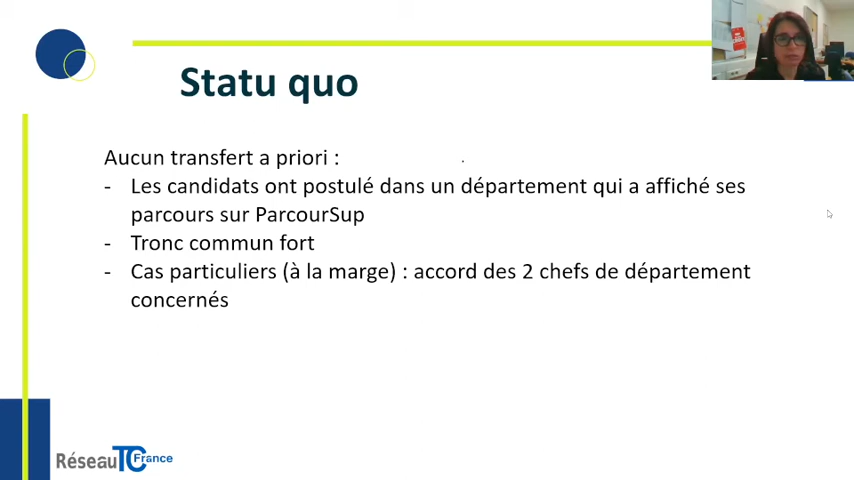 Statu quo
Aucun transfert a priori :
- Les candidats ont postulé dans un département qui a affiché ses
parcours sur ParcourSup
- Tronc commun fort
- Cas particuliers (à la marge) : accord des 2 chefs de département
concernés
Réseau TC France